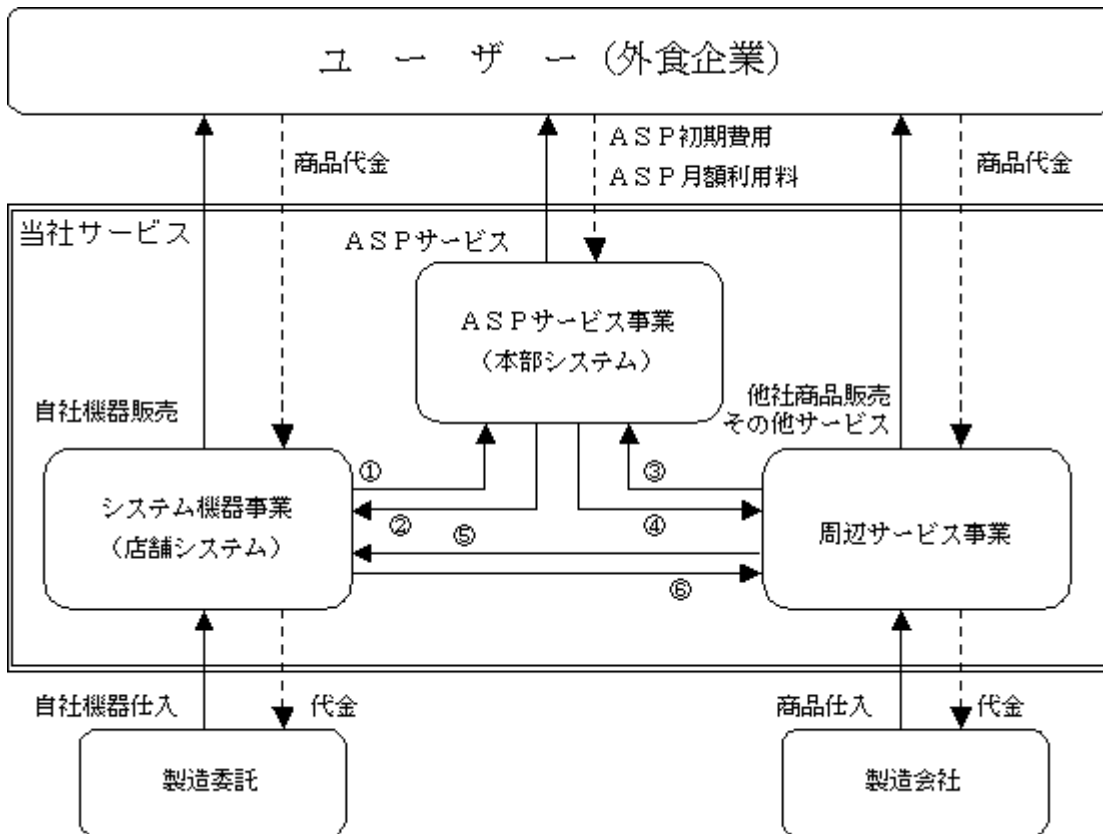 ユーザー(外食企業)
商品代金
ASP初期費用
ASP月額利用料
商品代金
当社サービス
ASPサービス
ASPサービス事業
(本部システム)
自社機器販売
他社商品販売
その他サービス
①
③
システム機器事業
(店舗システム)
②
⑤
④
周辺サービス事業
⑥
自社機器仕入
代金
商品仕入
代金
製造委託
製造会社